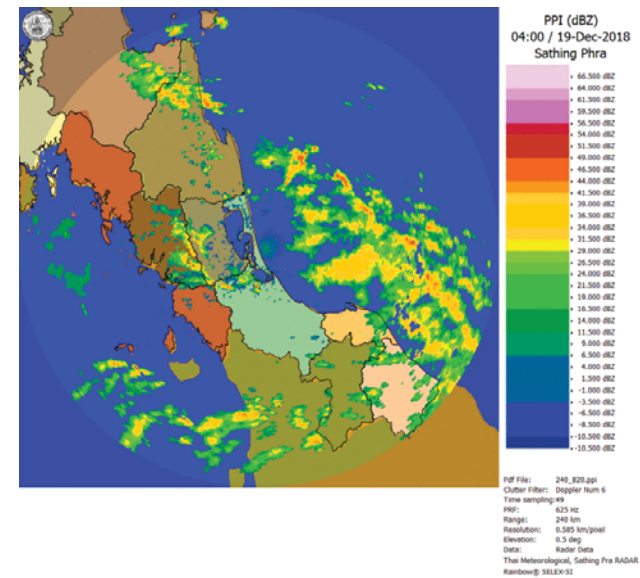 PPI (dBZ)
04:00 / 19-Dec-2018
Sathing Phra
66.500 dBZ
64.000 dBZ
61.500 dBZ
59.500 dBZ
56.500 dBZ
54.000 dBZ
51.500 dBZ
49.000 dBZ
46.500 dBZ
44.000 dBZ
41.500 dBZ
39.000 dBZ
36.500 dBZ
34.000 dBZ
31.500 dBZ
29.000 dBZ
26.500 dBZ
24.000 dBZ
21.500 dBZ
19.000 dBZ
16.500 dBZ
14.000 dBZ
11.500 dBZ
9.000 dBZ
6.500 dBZ
4.000 dBZ
1.500 dBZ
-1.000 dBZ
-3.500 dBZ
-6.500 dBZ
-8.500 dBZ
-10.500 dBZ
-10.500 dBZ
Pdf File: 240_820.ppi
Clutter Filter: Doppler Num 6
Time sampling:49
PRF: 625 Hz
Range: 240 km
Resolution: 0.585 km/pixel
Elevation: 0.5 deg
Data: Radar Data
Thai Meteorological, Sathing Pra RADAR
Rainbow® SELEX-SI